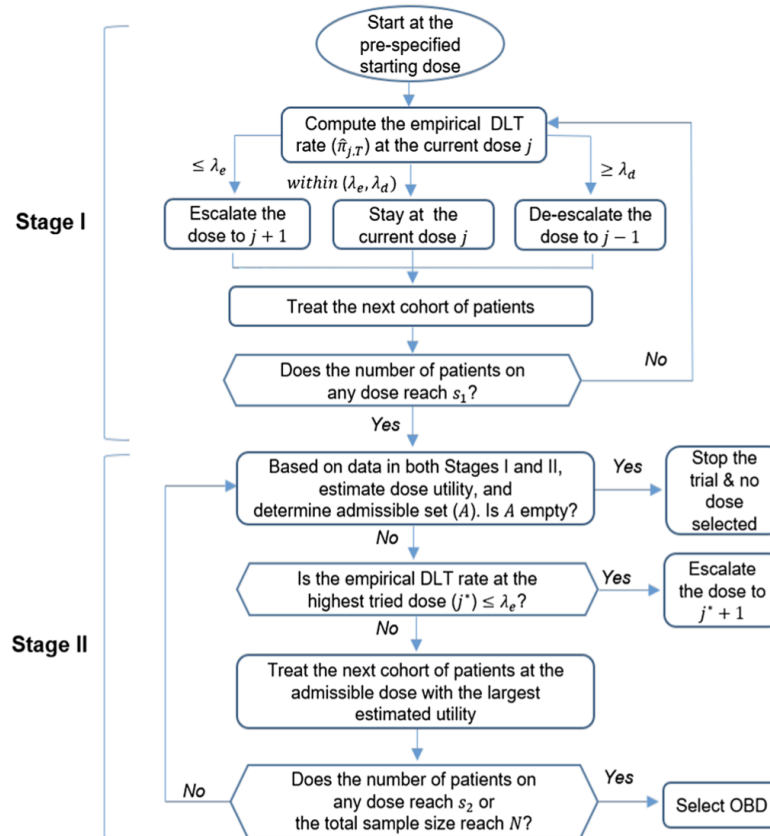 Start at the
pre-specified
starting dose
Compute the empirical DLT
rate (π̂_{j,T}) at the current dose j
≤ λ_e
within (λ_e, λ_d)
≥ λ_d
Stage I
Escalate the
dose to j + 1
Stay at the
current dose j
De-escalate the
dose to j − 1
Treat the next cohort of patients
Does the number of patients on
any dose reach s₁?
No
Yes
Stage II
Based on data in both Stages I and II,
estimate dose utility, and
determine admissible set (A). Is A empty?
Yes
Stop the
trial & no
dose
selected
No
Is the empirical DLT rate at the
highest tried dose (j*) ≤ λ_e?
Yes
Escalate
the dose to
j* + 1
No
Treat the next cohort of patients at the
admissible dose with the largest
estimated utility
Does the number of patients on
any dose reach s₂ or
the total sample size reach N?
No
Yes
Select OBD